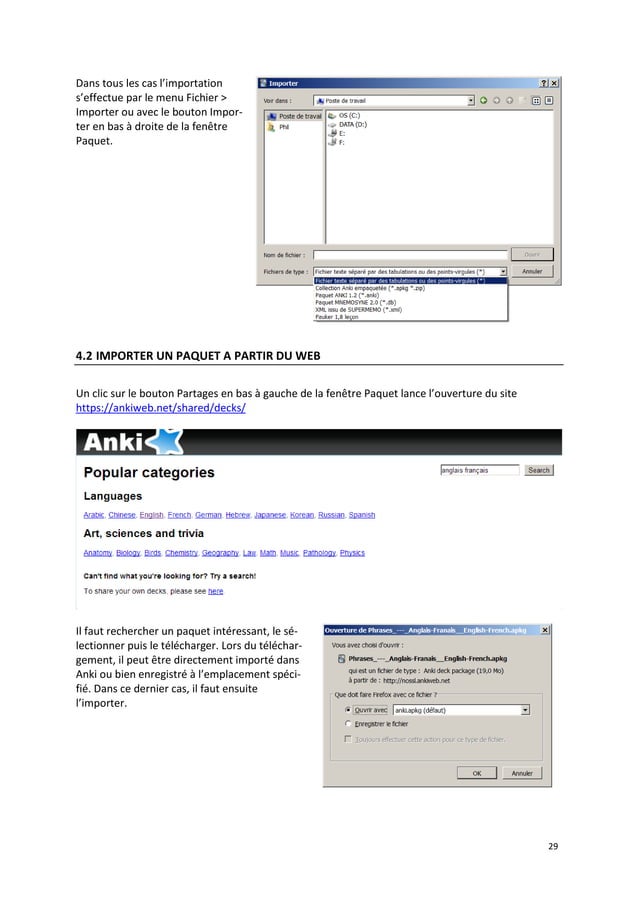 Dans tous les cas l’importation
s’effectue par le menu Fichier >
Importer ou avec le bouton Impor-
ter en bas à droite de la fenêtre
Paquet.
Importer
Voir dans : Poste de travail
Poste de travail
Phil
OS (C:)
DATA (D:)
E:
F:
Nom de fichier : Ouvrir
Fichiers de type : Fichier texte séparé par des tabulations ou des points-virgules (*) Annuler
Fichier texte séparé par des tabulations ou des points-virgules (*)
Collection Anki empaquetée (*.apkg *.zip)
Paquet ANKI 1.2 (*.anki)
Paquet MNEMOSYNE 2.0 (*.db)
XML issu de SUPERMEMO (*.xml)
Pauker 1,8 leçon
4.2 IMPORTER UN PAQUET A PARTIR DU WEB
Un clic sur le bouton Partages en bas à gauche de la fenêtre Paquet lance l’ouverture du site
https://ankiweb.net/shared/decks/
Anki
Popular categories
anglais français Search
Languages
Arabic, Chinese, English, French, German, Hebrew, Japanese, Korean, Russian, Spanish
Art, sciences and trivia
Anatomy, Biology, Birds, Chemistry, Geography, Law, Math, Music, Pathology, Physics
Can't find what you're looking for? Try a search!
To share your own decks, please see here.
Il faut rechercher un paquet intéressant, le sé-
lectionner puis le télécharger. Lors du téléchar-
gement, il peut être directement importé dans
Anki ou bien enregistré à l’emplacement spéci-
fié. Dans ce dernier cas, il faut ensuite
l’importer.
Ouverture de Phrases_---_Anglais-Franais__English-French.apkg
Vous avez choisi d'ouvrir :
Phrases_---_Anglais-Franais__English-French.apkg
qui est un fichier de type : Anki deck package (19,0 Mo)
à partir de : http://nossl.ankiweb.net
Que doit faire Firefox avec ce fichier ?
Ouvrir avec anki.apkg (défaut)
Enregistrer le fichier
Toujours effectuer cette action pour ce type de fichier.
OK Annuler
29